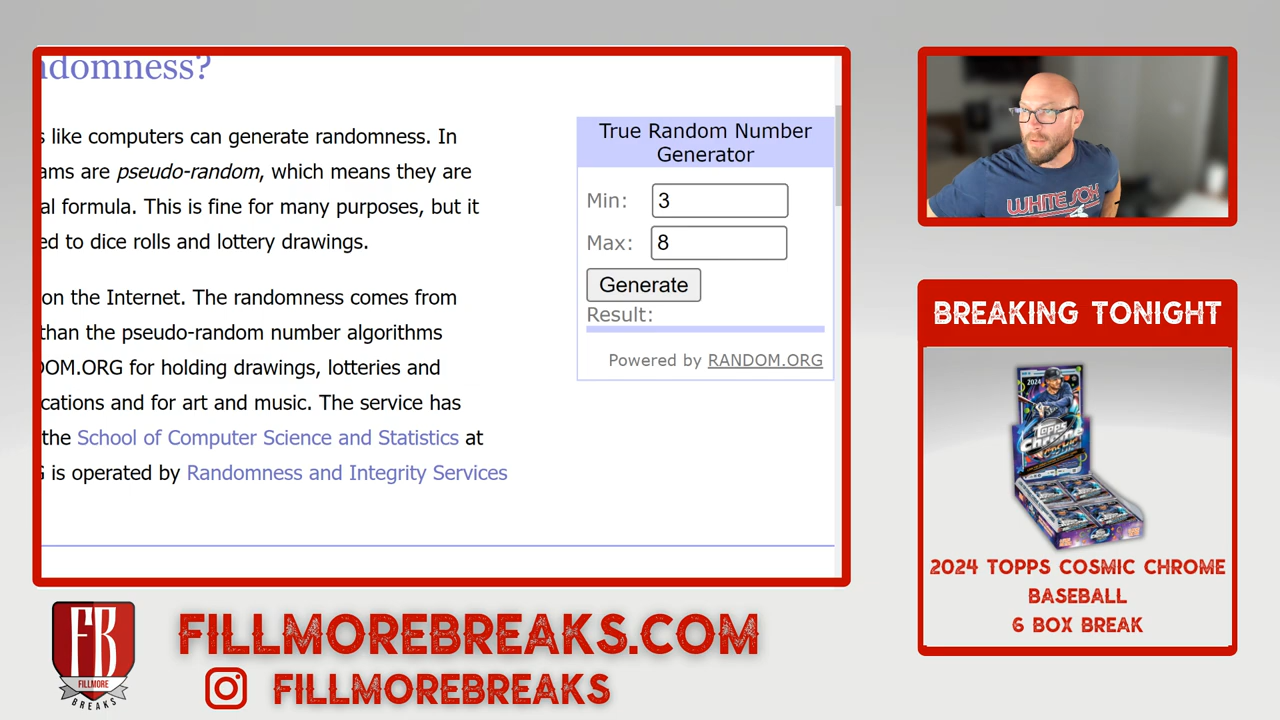 ndomness?
s like computers can generate randomness. In
ams are pseudo-random, which means they are
al formula. This is fine for many purposes, but it
ed to dice rolls and lottery drawings.
on the Internet. The randomness comes from
than the pseudo-random number algorithms
OM.ORG for holding drawings, lotteries and
cations and for art and music. The service has
the School of Computer Science and Statistics at
G is operated by Randomness and Integrity Services
True Random Number
Generator
Min: 3
Max: 8
Generate
Result:
Powered by RANDOM.ORG
WHITE SOX
BREAKING TONIGHT
2024
Topps
Chrome
COSMIC
2024 TOPPS COSMIC CHROME
BASEBALL
6 BOX BREAK
FB
FILLMORE
BREAKS
FILLMOREBREAKS.COM
FILLMOREBREAKS